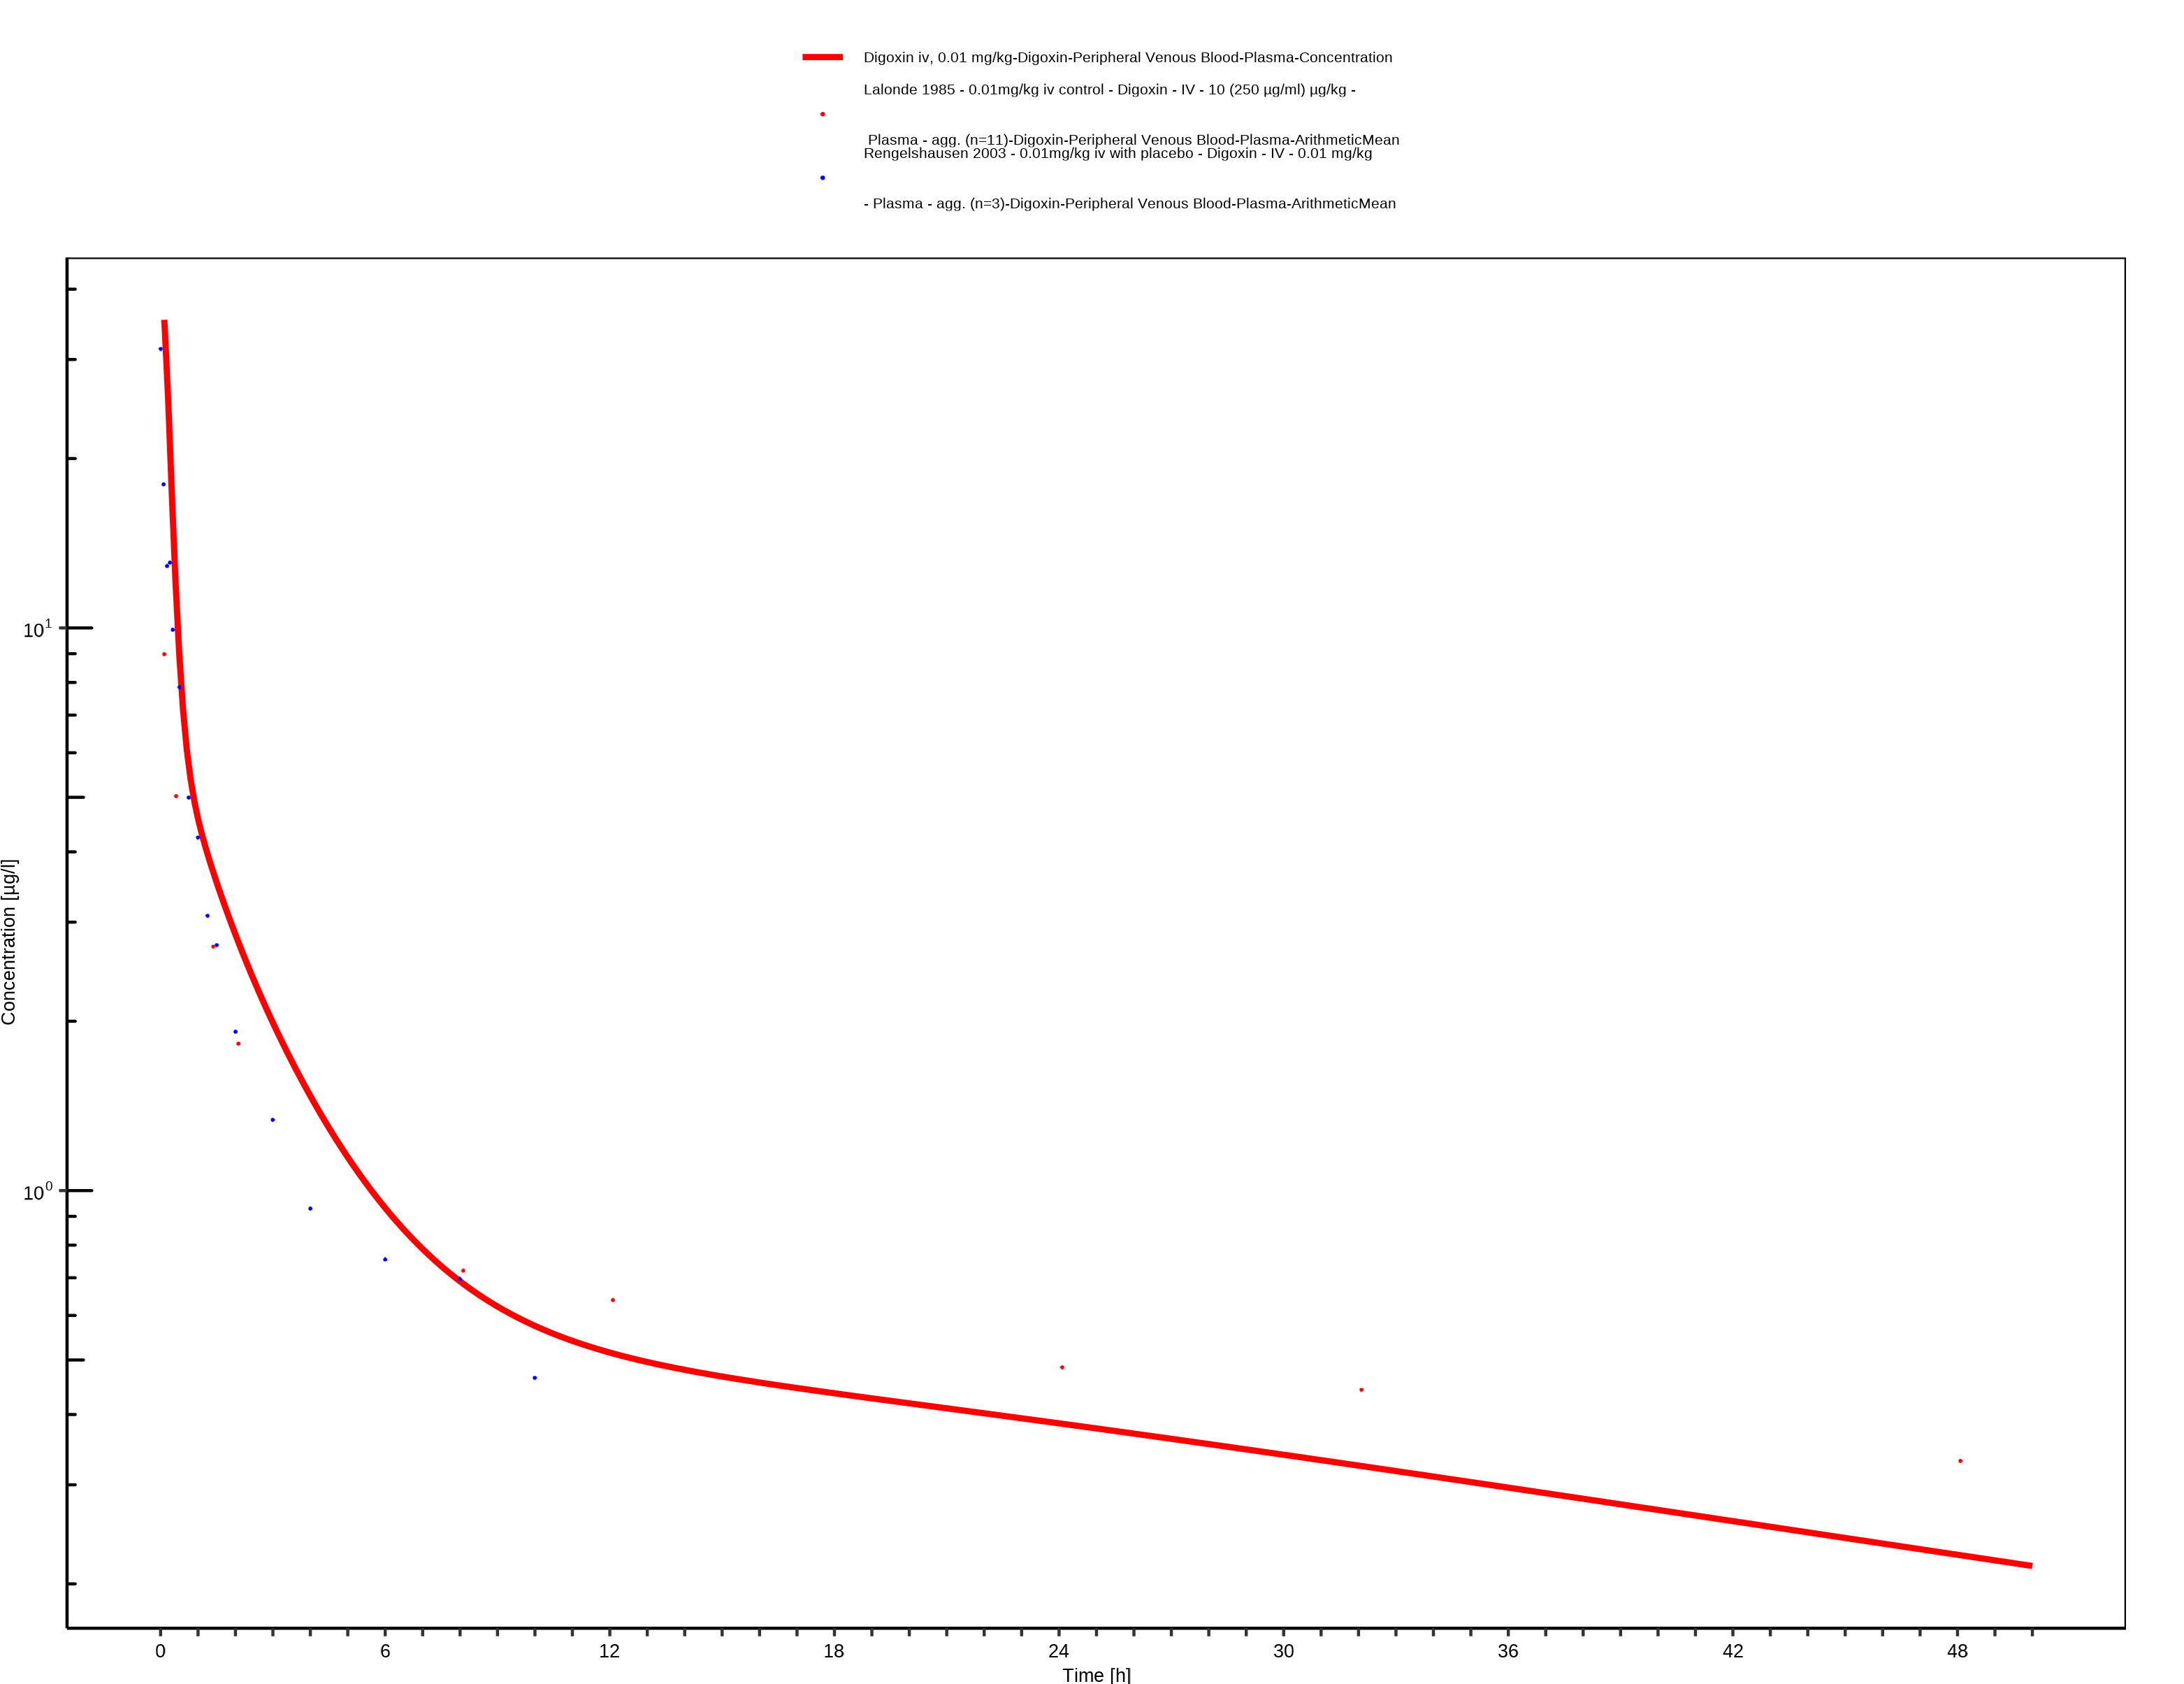 Digoxin iv, 0.01 mg/kg-Digoxin-Peripheral Venous Blood-Plasma-Concentration
Lalonde 1985 - 0.01mg/kg iv control - Digoxin - IV - 10 (250 µg/ml) µg/kg -
Plasma - agg. (n=11)-Digoxin-Peripheral Venous Blood-Plasma-ArithmeticMean
Rengelshausen 2003 - 0.01mg/kg iv with placebo - Digoxin - IV - 0.01 mg/kg
- Plasma - agg. (n=3)-Digoxin-Peripheral Venous Blood-Plasma-ArithmeticMean
10¹
10⁰
Concentration [µg/l]
0 6 12 18 24 30 36 42 48
Time [h]